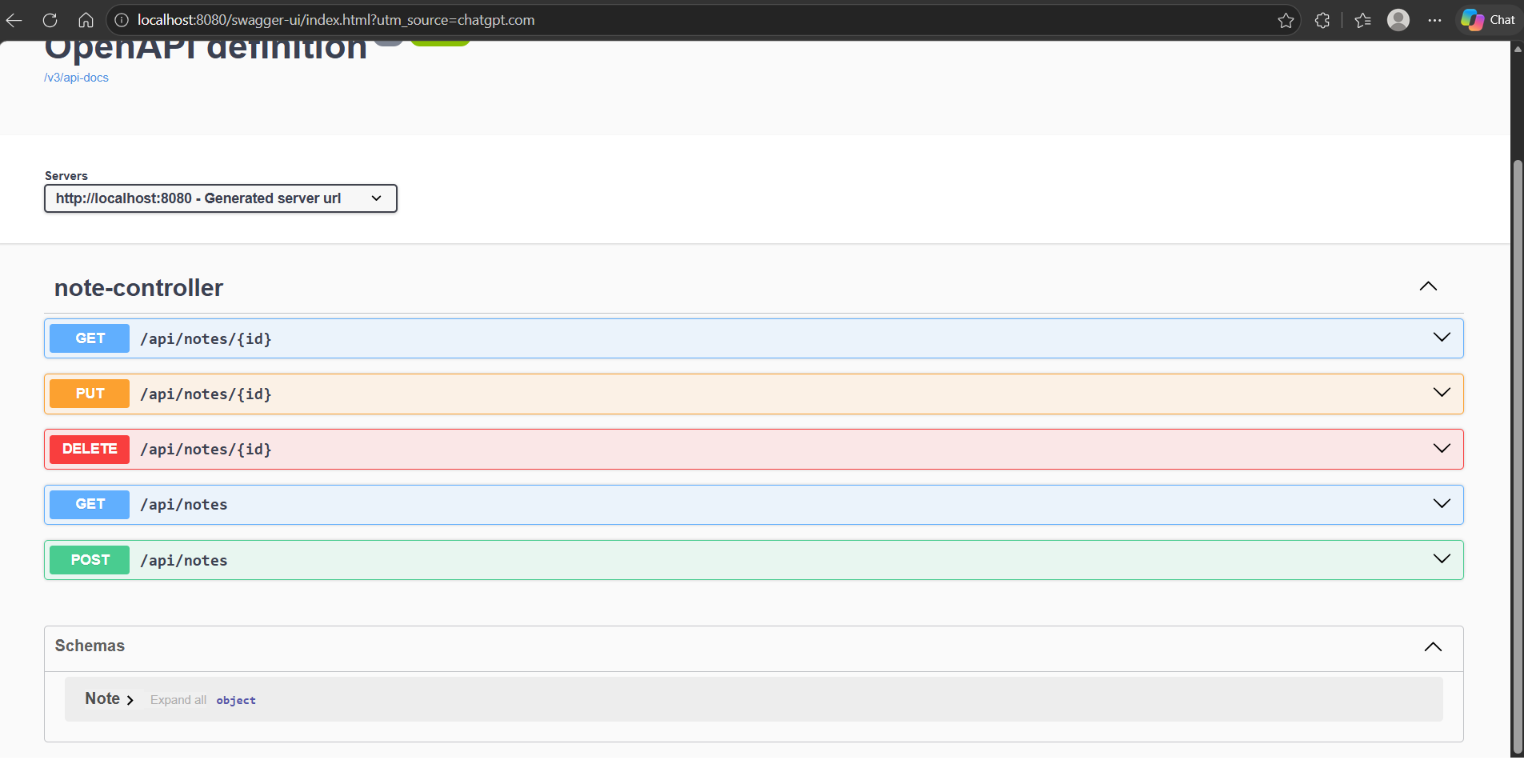 localhost:8080/swagger-ui/index.html?utm_source=chatgpt.com
Chat
OpenAPI definition
/v3/api-docs
Servers
http://localhost:8080 - Generated server url
note-controller
GET /api/notes/{id}
PUT /api/notes/{id}
DELETE /api/notes/{id}
GET /api/notes
POST /api/notes
Schemas
Note Expand all object